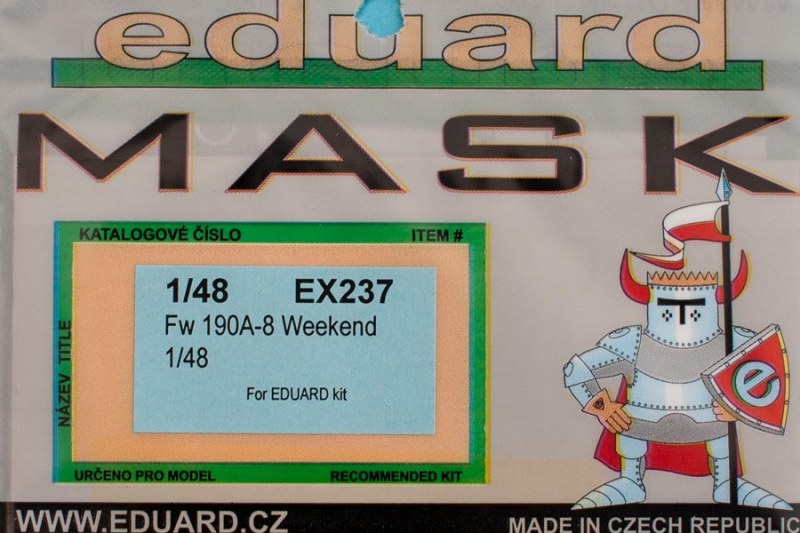 eduard
MASK
KATALOGOVÉ ČÍSLO ITEM #
1/48 EX237
Fw 190A-8 Weekend
1/48
For EDUARD kit
NÁZEV TITLE
URČENO PRO MODEL RECOMMENDED KIT
e
WWW.EDUARD.CZ MADE IN CZECH REPUBLIC